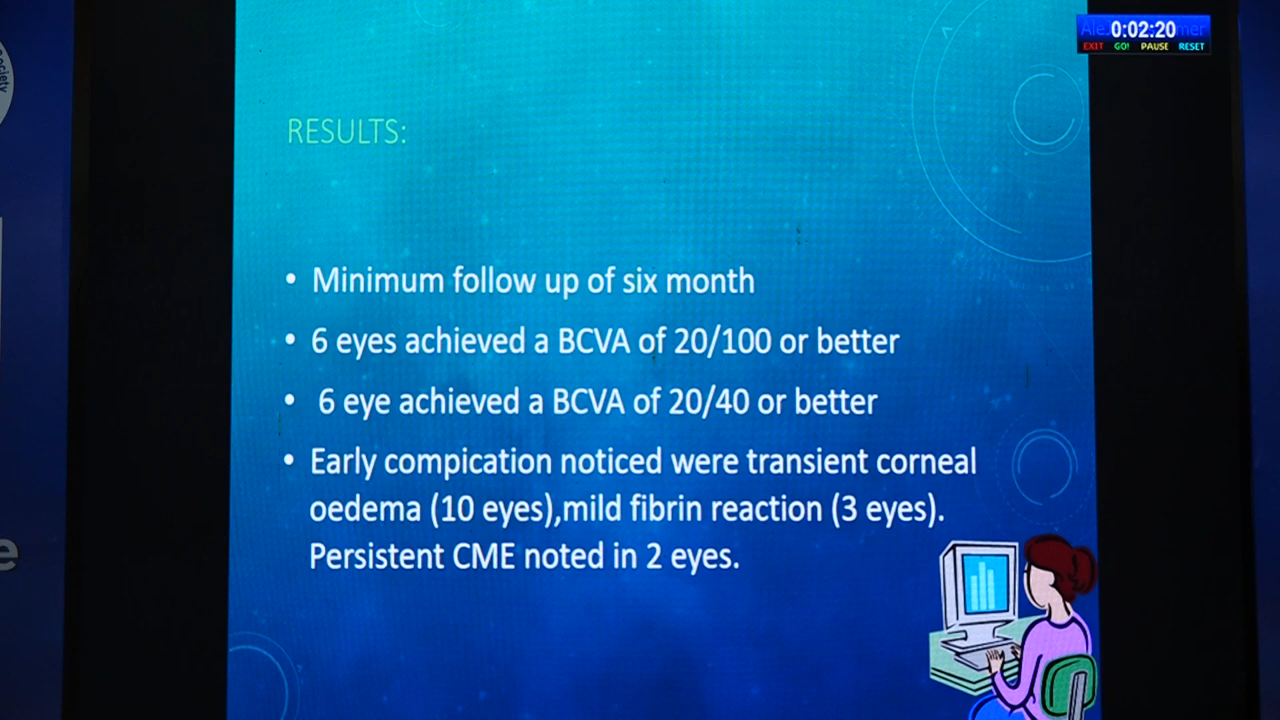 ociety
0:02:20
EXIT GO! PAUSE RESET
RESULTS:
• Minimum follow up of six month
• 6 eyes achieved a BCVA of 20/100 or better
• 6 eye achieved a BCVA of 20/40 or better
• Early compication noticed were transient corneal
oedema (10 eyes),mild fibrin reaction (3 eyes).
Persistent CME noted in 2 eyes.
e